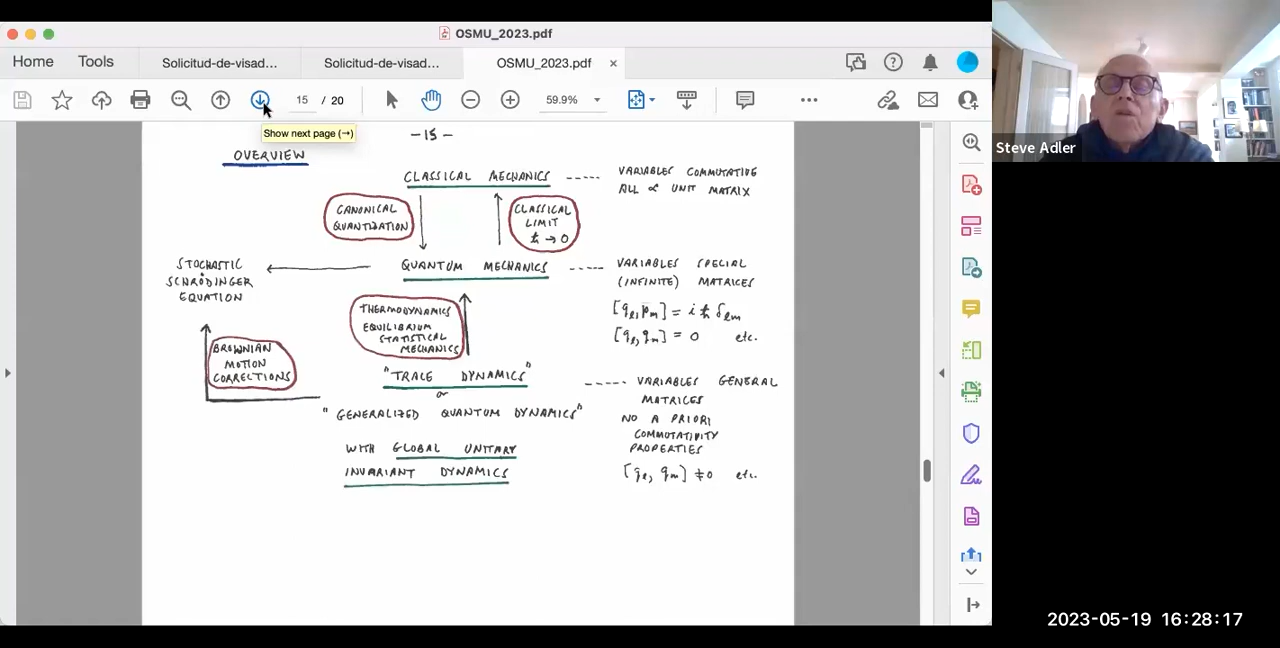 OSMU_2023.pdf
Home
Tools
Solicitud-de-visad...
Solicitud-de-visad...
OSMU_2023.pdf
15 / 20
59.9%
Show next page (→)
Steve Adler
-15-
OVERVIEW
CLASSICAL MECHANICS ----- VARIABLES COMMUTATIVE
ALL ∝ UNIT MATRIX
CANONICAL
QUANTIZATION
CLASSICAL
LIMIT
ħ → 0
STOCHASTIC
SCHRÖDINGER
EQUATION
QUANTUM MECHANICS ---- VARIABLES SPECIAL
(INFINITE) MATRICES
[qℓ, pm] = iħ δℓm
[qℓ, qm] = 0 etc.
THERMODYNAMICS
EQUILIBRIUM
STATISTICAL
MECHANICS
BROWNIAN
MOTION
CORRECTIONS
"TRACE DYNAMICS" ----- VARIABLES GENERAL
MATRICES
or
"GENERALIZED QUANTUM DYNAMICS"
NO A PRIORI
COMMUTATIVITY
PROPERTIES
WITH GLOBAL UNITARY
INVARIANT DYNAMICS
[qℓ, qm] ≠ 0 etc.
2023-05-19 16:28:17